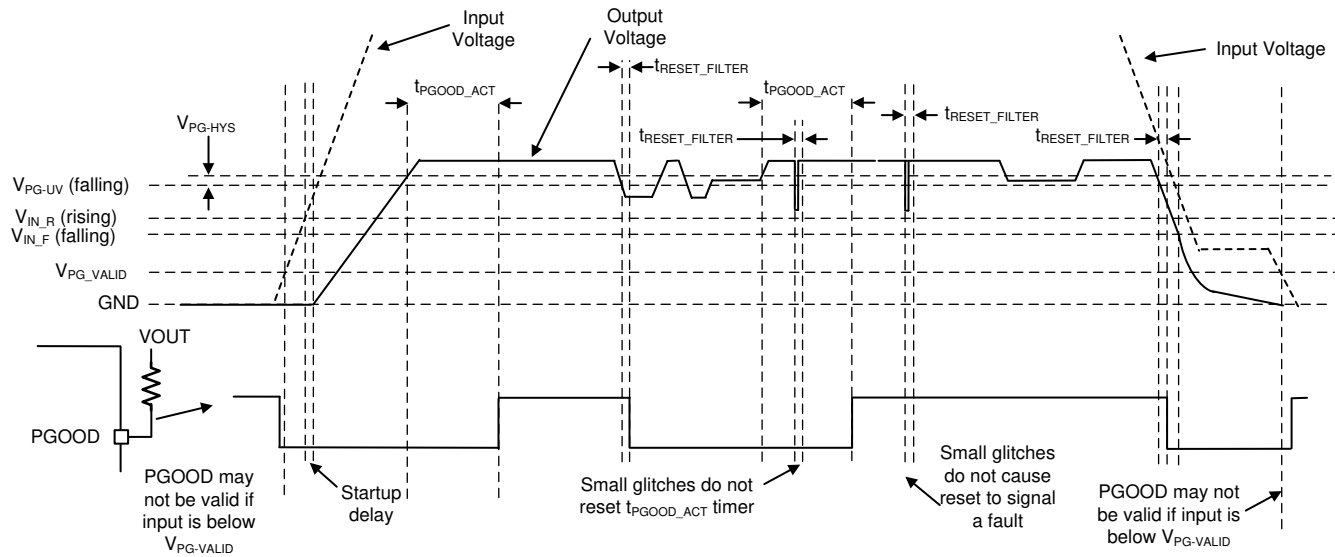 Input
Voltage
Output
Voltage
Input Voltage
tRESET_FILTER
tPGOOD_ACT
tPGOOD_ACT
tRESET_FILTER
tRESET_FILTER
tRESET_FILTER
VPG-HYS
VPG-UV (falling)
VIN_R (rising)
VIN_F (falling)
VPG_VALID
GND
VOUT
PGOOD
PGOOD may
not be valid if
input is below
VPG-VALID
Startup
delay
Small glitches do not
reset tPGOOD_ACT timer
Small glitches
do not cause
reset to signal
a fault
PGOOD may not
be valid if input is
below VPG-VALID